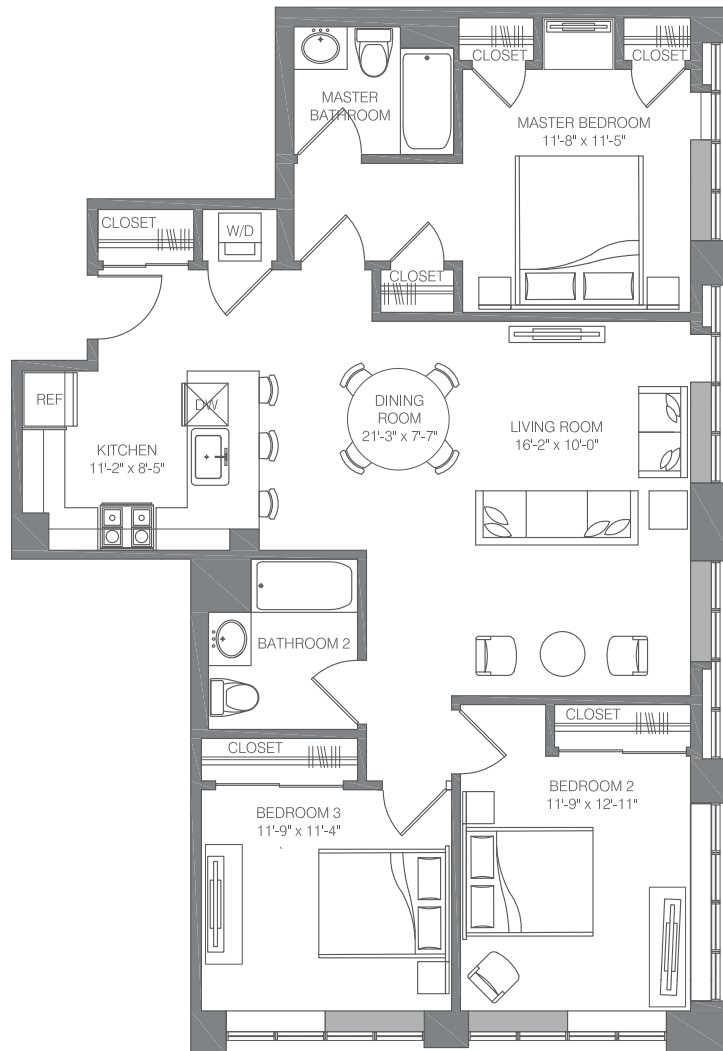 CLOSET
CLOSET
MASTER
BATHROOM
MASTER BEDROOM
11'-8" x 11'-5"
CLOSET
W/D
CLOSET
REF
DW
DINING
ROOM
21'-3" x 7'-7"
LIVING ROOM
16'-2" x 10'-0"
KITCHEN
11'-2" x 8'-5"
BATHROOM 2
CLOSET
CLOSET
BEDROOM 2
11'-9" x 12'-11"
BEDROOM 3
11'-9" x 11'-4"